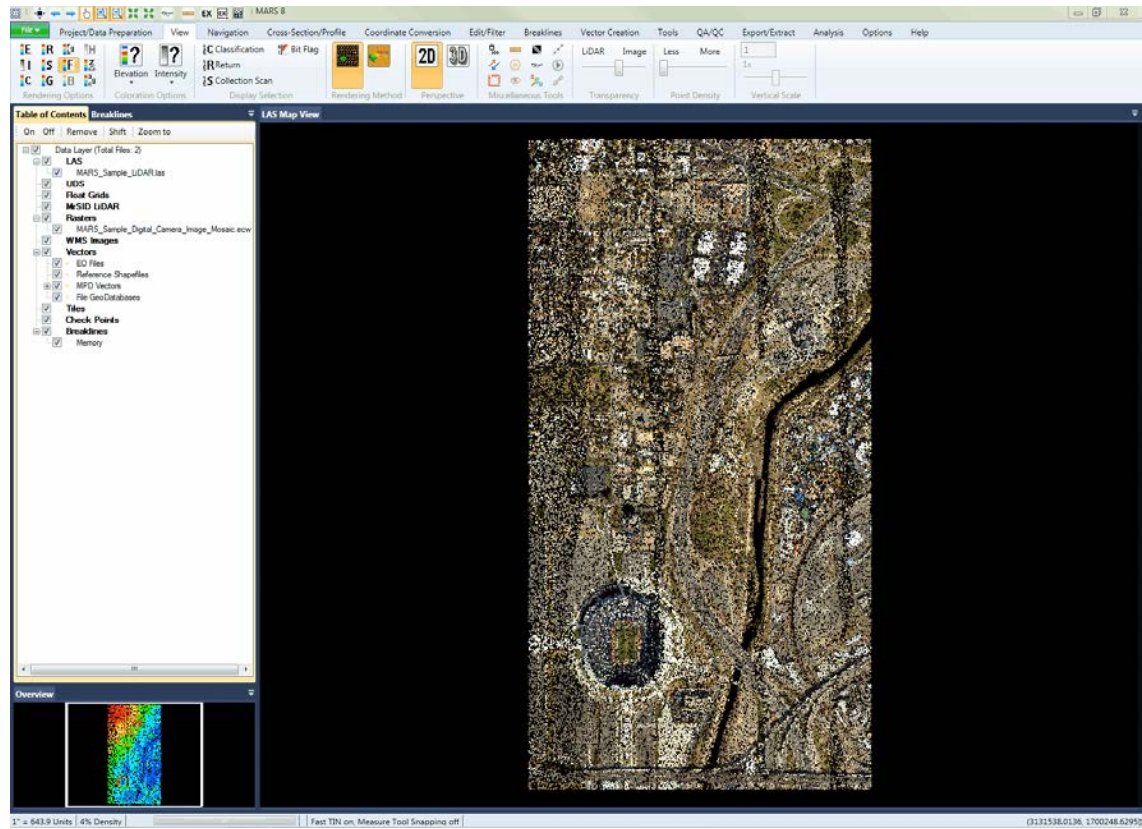 EX MARS 8
File Project/Data Preparation View Navigation Cross-Section/Profile Coordinate Conversion Edit/Filter Breaklines Vector Creation Tools QA/QC Export/Extract Analysis Options Help
E R H C Classification Bit Flag 2D 3D LiDAR Image Less More 1
I S F Z Elevation Intensity R Return 1x
C G B S Collection Scan
Rendering Options Coloration Options Display Selection Rendering Method Perspective Miscellaneous Tools Transparency Point Density Vertical Scale
Table of Contents Breaklines LAS Map View
On Off Remove Shift Zoom to
Data Layer (Total Files: 2)
LAS
MARS_Sample_LiDAR.las
UDS
Float Grids
MrSID LiDAR
Rasters
MARS_Sample_Digital_Camera_Image_Mosaic.ecw
WMS Images
Vectors
EO Files
Reference Shapefiles
MFD Vectors
File GeoDatabases
Tiles
Check Points
Breaklines
Memory
Overview
1" = 643.9 Units 4% Density Fast TIN on, Measure Tool Snapping off (3131538.0136, 1700248.6295)